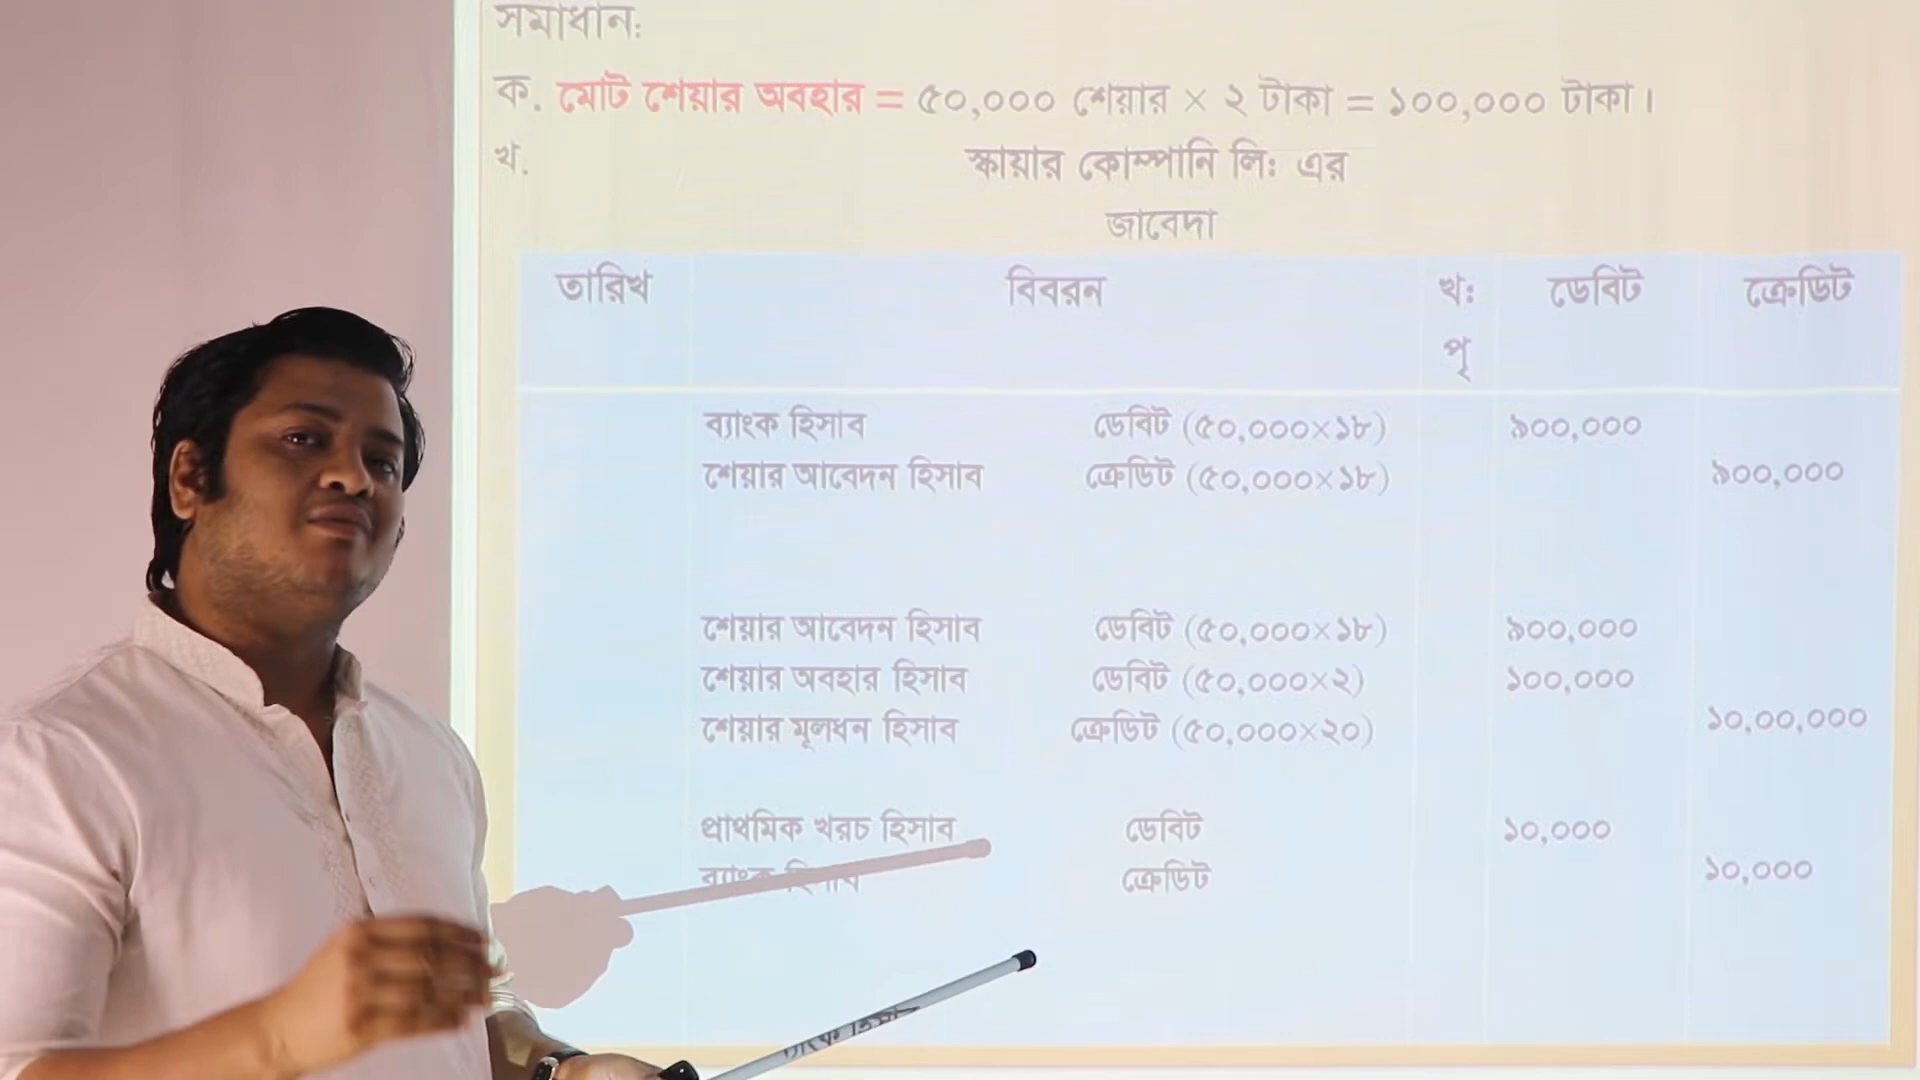 সমাধান:
ক. মোট শেয়ার অবহার = ৫০,০০০ শেয়ার × ২ টাকা = ১০০,০০০ টাকা।
খ. স্কায়ার কোম্পানি লিঃ এর
জাবেদা
তারিখ বিবরন খঃ পৃ ডেবিট ক্রেডিট
ব্যাংক হিসাব ডেবিট (৫০,০০০×১৮) ৯০০,০০০
শেয়ার আবেদন হিসাব ক্রেডিট (৫০,০০০×১৮) ৯০০,০০০
শেয়ার আবেদন হিসাব ডেবিট (৫০,০০০×১৮) ৯০০,০০০
শেয়ার অবহার হিসাব ডেবিট (৫০,০০০×২) ১০০,০০০
শেয়ার মূলধন হিসাব ক্রেডিট (৫০,০০০×২০) ১০,০০,০০০
প্রাথমিক খরচ হিসাব ডেবিট ১০,০০০
ব্যাংক হিসাব ক্রেডিট ১০,০০০